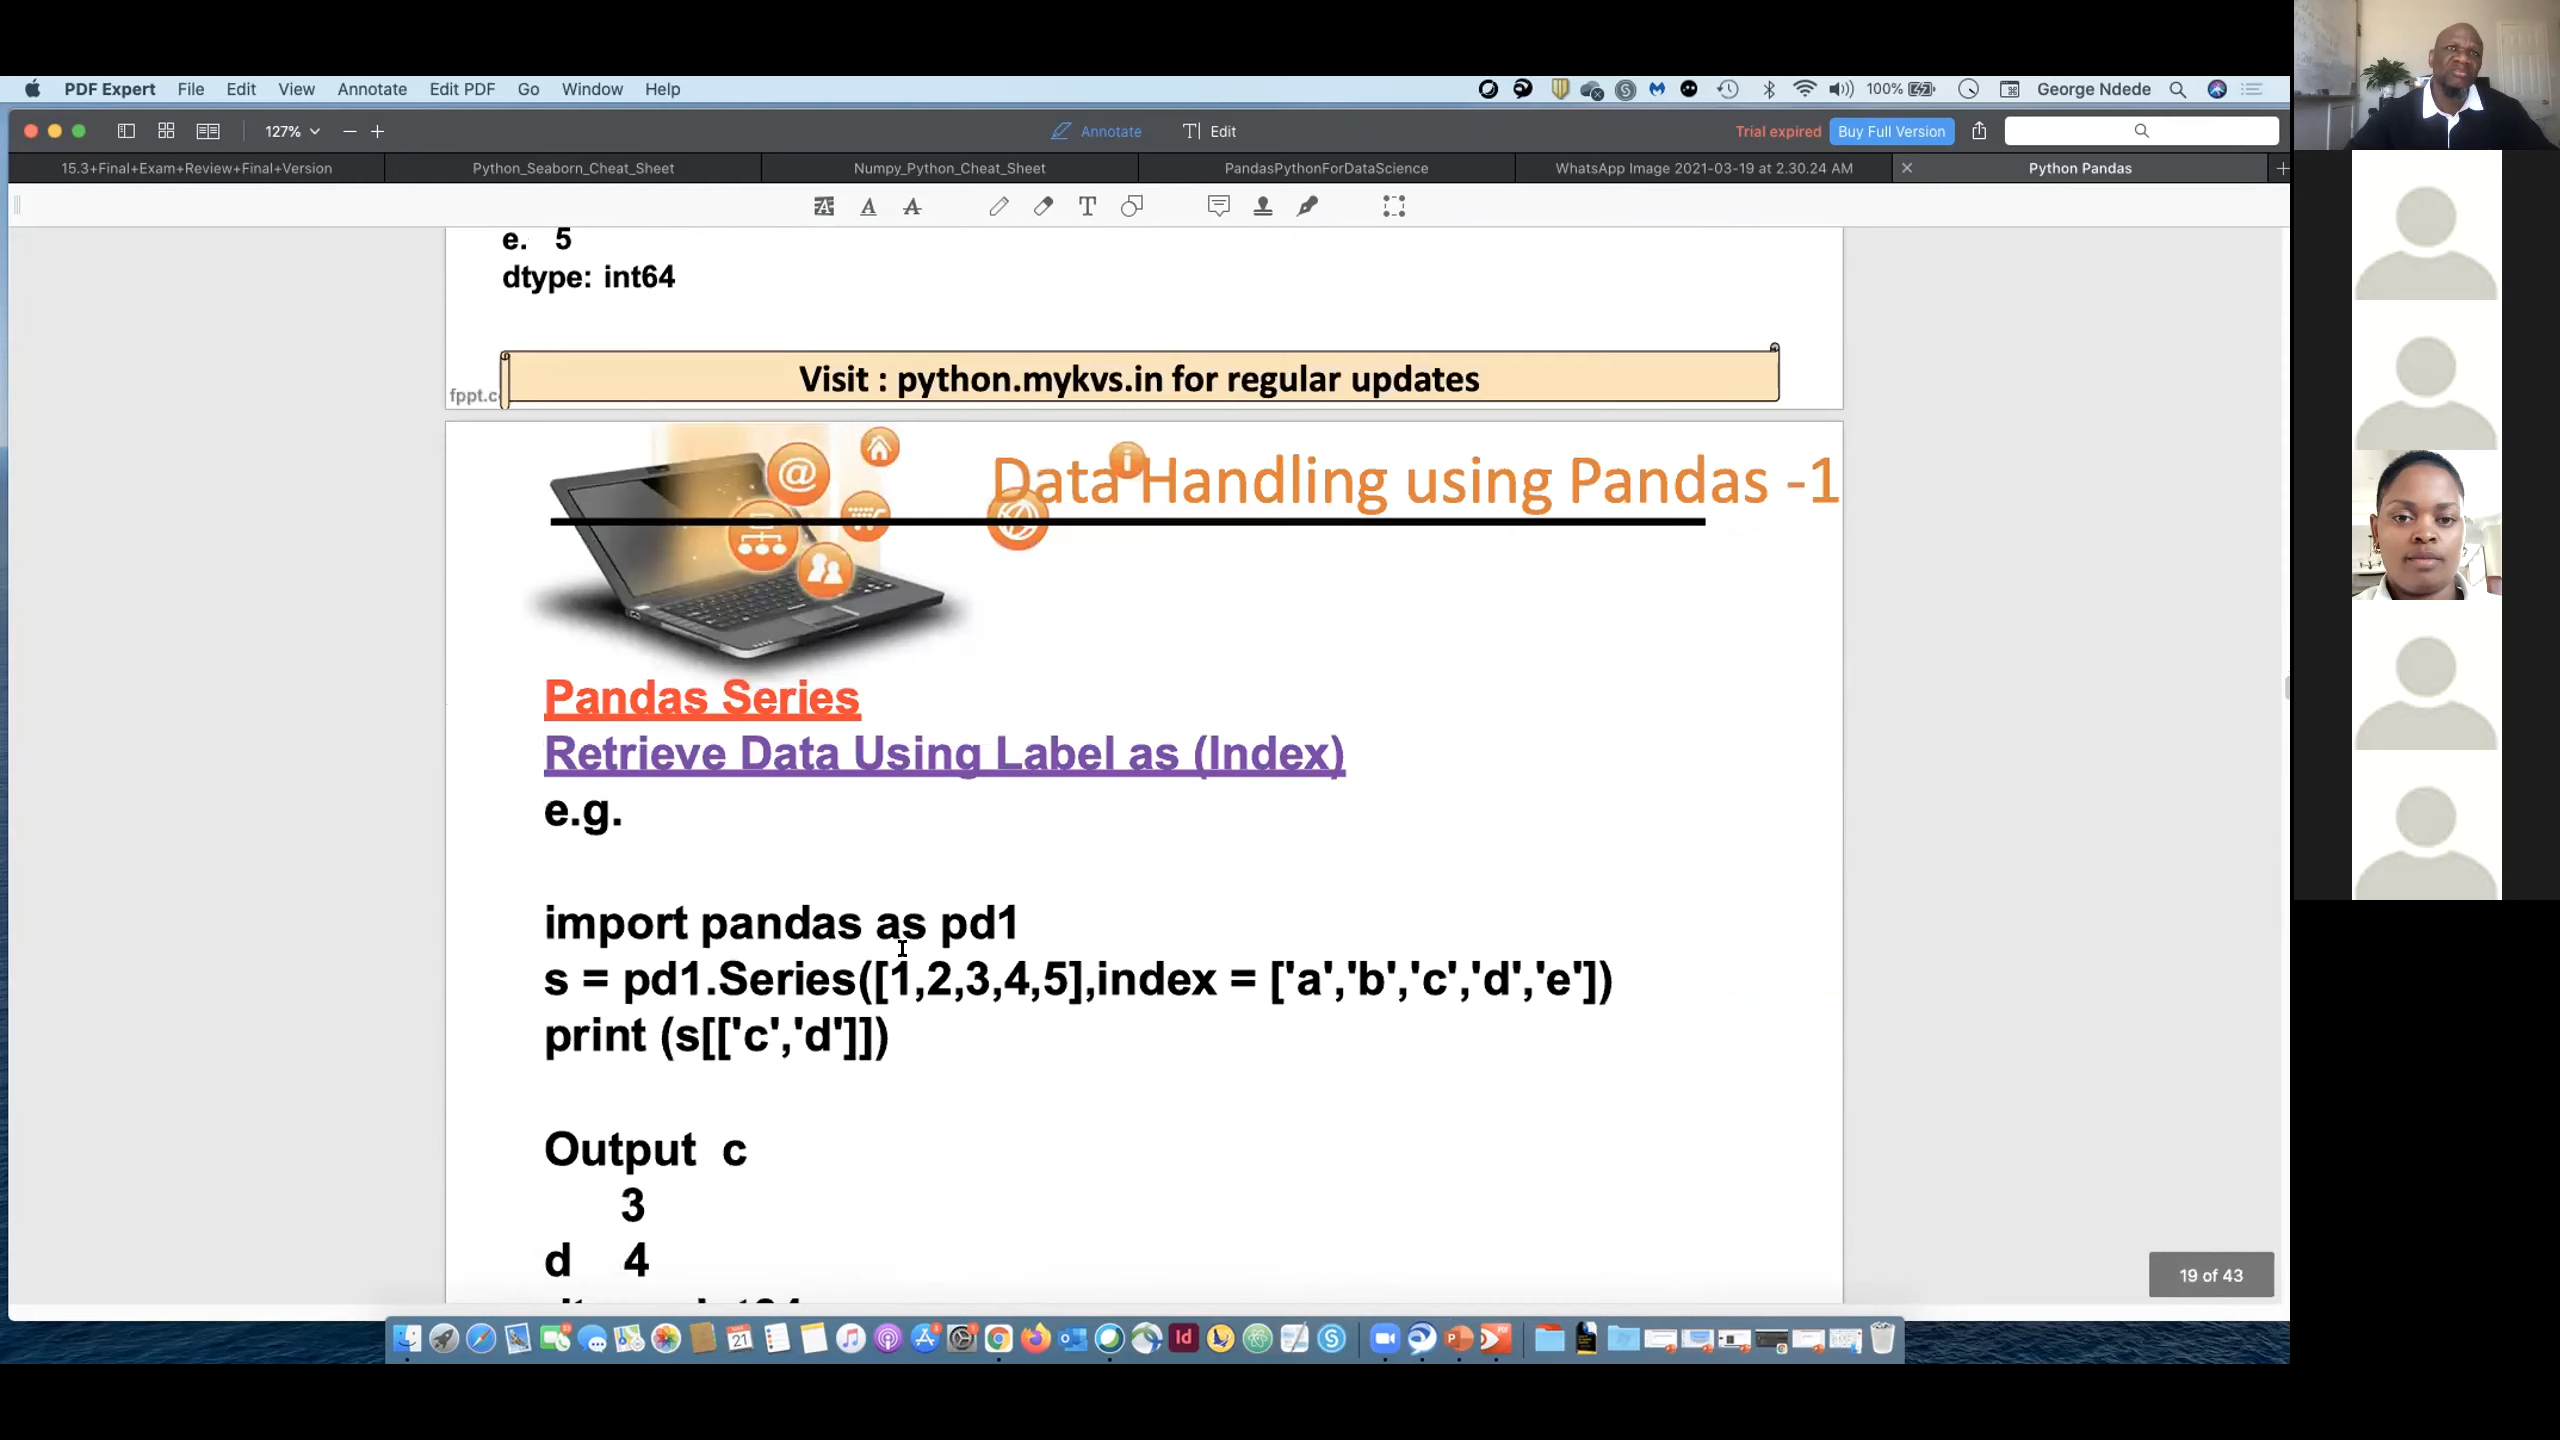 PDF Expert File Edit View Annotate Edit PDF Go Window Help 100% George Ndede
127% Annotate Edit Trial expired Buy Full Version
15.3+Final+Exam+Review+Final+Version Python_Seaborn_Cheat_Sheet Numpy_Python_Cheat_Sheet PandasPythonForDataScience WhatsApp Image 2021-03-19 at 2.30.24 AM Python Pandas
e. 5
dtype: int64
Visit : python.mykvs.in for regular updates
fppt.c
Data Handling using Pandas -1
Pandas Series
Retrieve Data Using Label as (Index)
e.g.
import pandas as pd1
s = pd1.Series([1,2,3,4,5],index = ['a','b','c','d','e'])
print (s[['c','d']])
Output c
3
d 4
19 of 43
21
Id